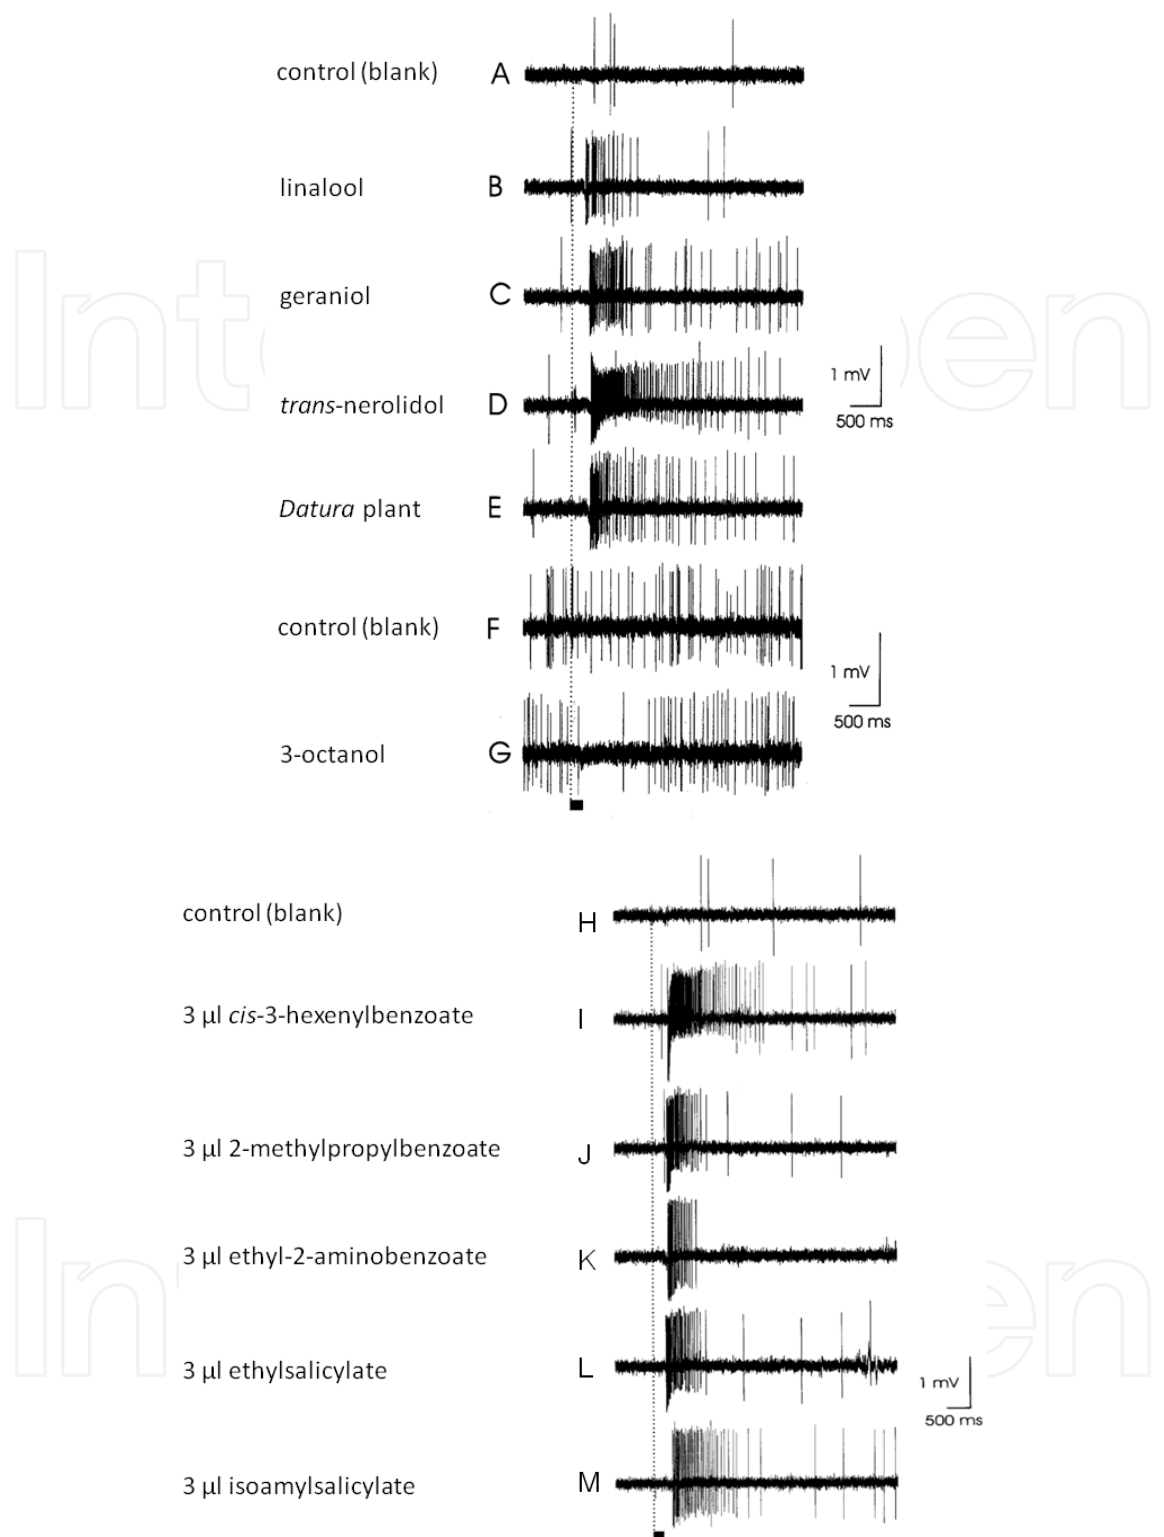 control (blank) A
linalool B
geraniol C
1 mV
trans-nerolidol D
500 ms
Datura plant E
control (blank) F
1 mV
500 ms
3-octanol G
control (blank) H
3 µl cis-3-hexenylbenzoate I
3 µl 2-methylpropylbenzoate J
3 µl ethyl-2-aminobenzoate K
3 µl ethylsalicylate L
1 mV
500 ms
3 µl isoamylsalicylate M